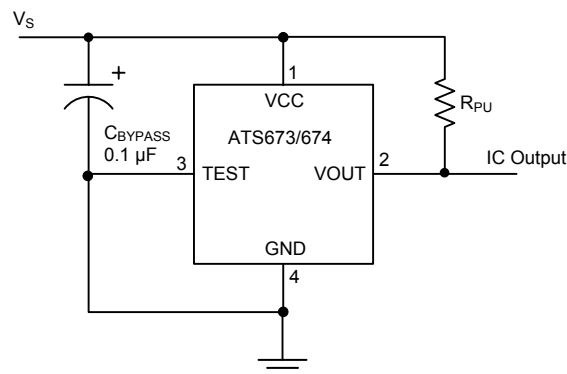 VS
+
1
VCC
RPU
CBYPASS
0.1 µF
ATS673/674
3
TEST
VOUT
2
IC Output
GND
4